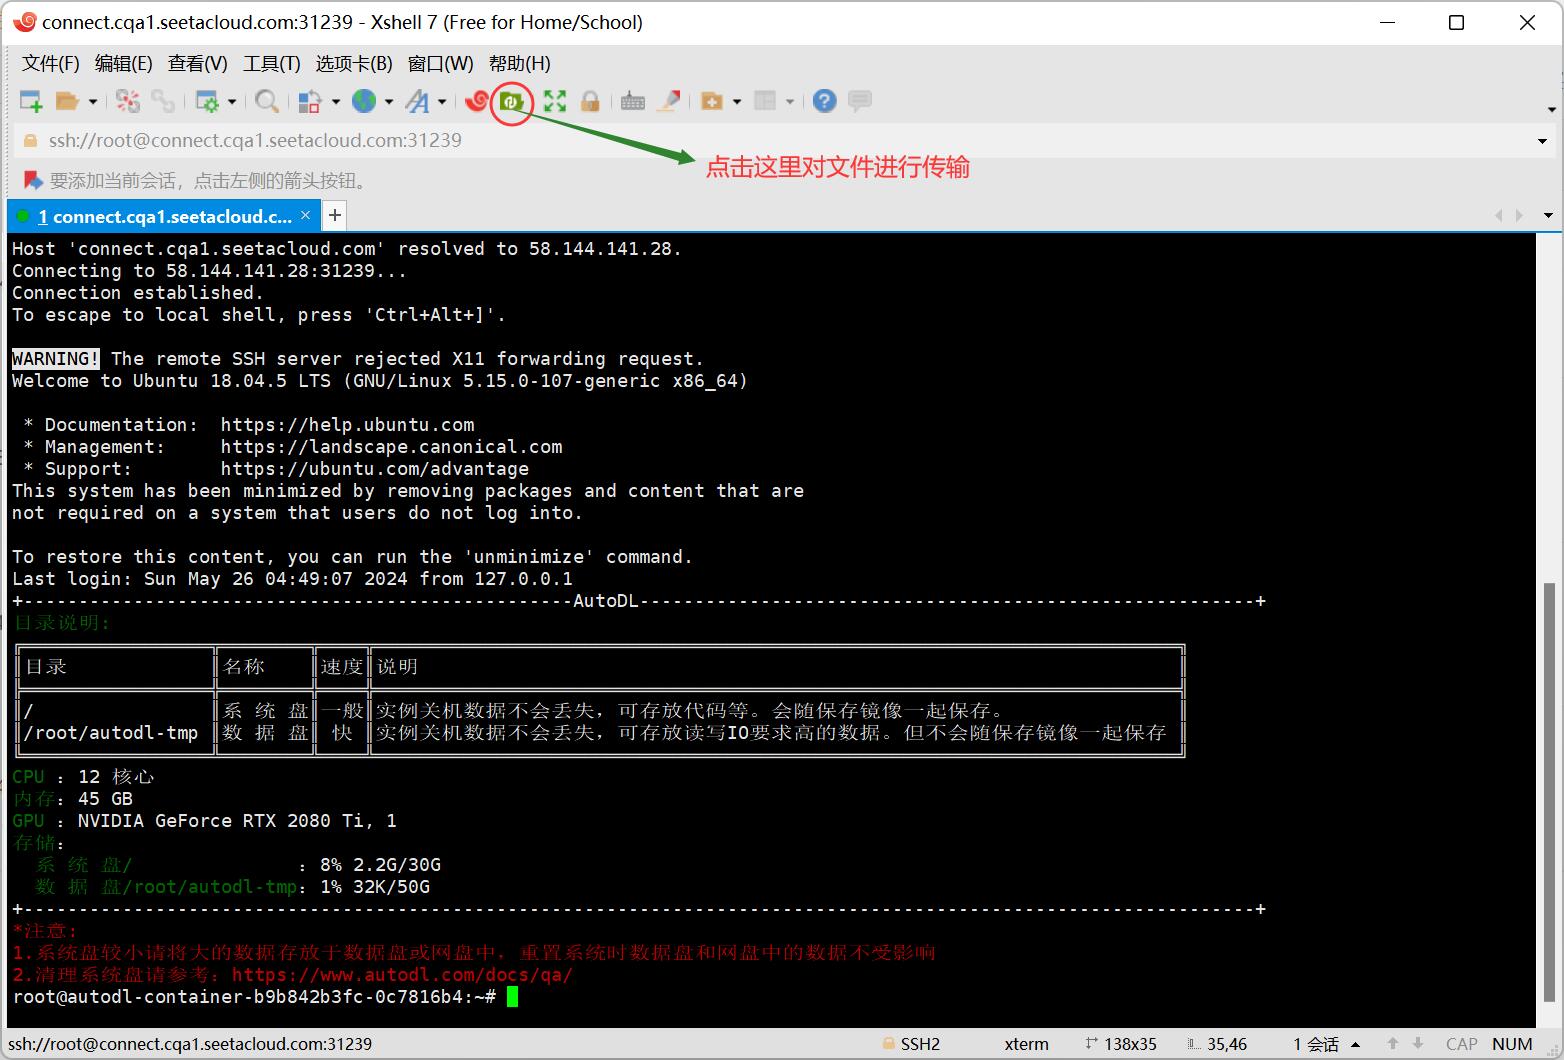 connect.cqa1.seetacloud.com:31239 - Xshell 7 (Free for Home/School)
文件(F) 编辑(E) 查看(V) 工具(T) 选项卡(B) 窗口(W) 帮助(H)
ssh://root@connect.cqa1.seetacloud.com:31239
点击这里对文件进行传输
要添加当前会话，点击左侧的箭头按钮。
1 connect.cqa1.seetacloud.c... × +
Host 'connect.cqa1.seetacloud.com' resolved to 58.144.141.28.
Connecting to 58.144.141.28:31239...
Connection established.
To escape to local shell, press 'Ctrl+Alt+]'.
WARNING! The remote SSH server rejected X11 forwarding request.
Welcome to Ubuntu 18.04.5 LTS (GNU/Linux 5.15.0-107-generic x86_64)
* Documentation:  https://help.ubuntu.com
* Management:     https://landscape.canonical.com
* Support:        https://ubuntu.com/advantage
This system has been minimized by removing packages and content that are
not required on a system that users do not log into.
To restore this content, you can run the 'unminimize' command.
Last login: Sun May 26 04:49:07 2024 from 127.0.0.1
+--------------------------------------------------AutoDL--------------------------------------------------------+
目录说明:
目录 名称 速度 说明
/ 系 统 盘 一般 实例关机数据不会丢失，可存放代码等。会随保存镜像一起保存。
/root/autodl-tmp 数 据 盘 快 实例关机数据不会丢失，可存放读写IO要求高的数据。但不会随保存镜像一起保存
CPU ：12 核心
内存：45 GB
GPU ：NVIDIA GeForce RTX 2080 Ti, 1
存储：
系 统 盘/ ：8% 2.2G/30G
数 据 盘/root/autodl-tmp：1% 32K/50G
+----------------------------------------------------------------------------------------------------------------+
*注意:
1.系统盘较小请将大的数据存放于数据盘或网盘中，重置系统时数据盘和网盘中的数据不受影响
2.清理系统盘请参考：https://www.autodl.com/docs/qa/
root@autodl-container-b9b842b3fc-0c7816b4:~#
ssh://root@connect.cqa1.seetacloud.com:31239 SSH2 xterm 138x35 35,46 1 会话 CAP NUM